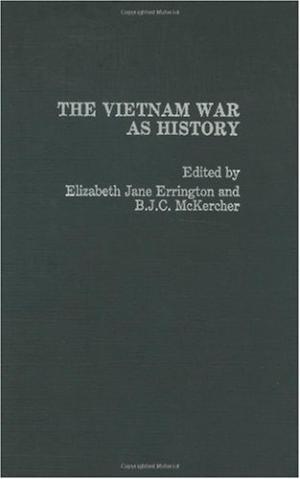 THE VIETNAM WAR
AS HISTORY
Edited by
Elizabeth Jane Errington and
B.J.C. McKercher